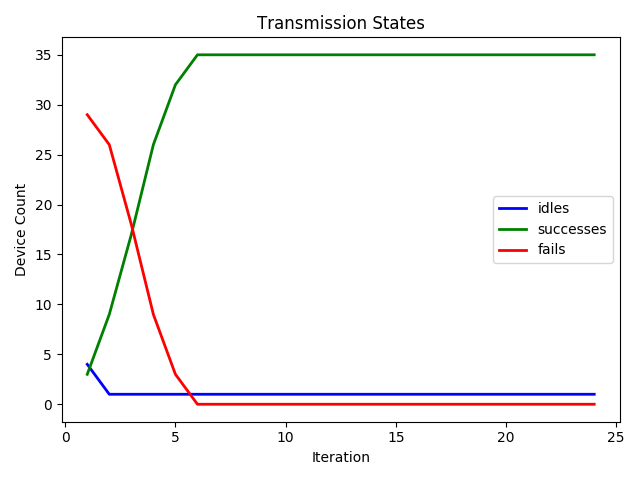 Transmission States
Device Count
35
30
25
20
15
10
5
0
idles
successes
fails
0 5 10 15 20 25
Iteration